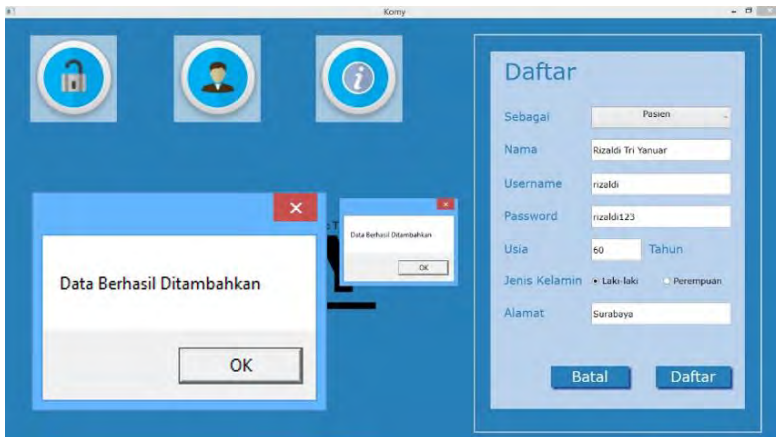 Komy
Daftar
Sebagai Pasien
Nama Rizaldi Tri Yanuar
Username rizaldi
Password rizaldi123
Usia 60 Tahun
Jenis Kelamin Laki-laki Perempuan
Alamat Surabaya
Batal Daftar
Data Berhasil Ditambahkan
OK
Data Berhasil Ditambahkan
OK